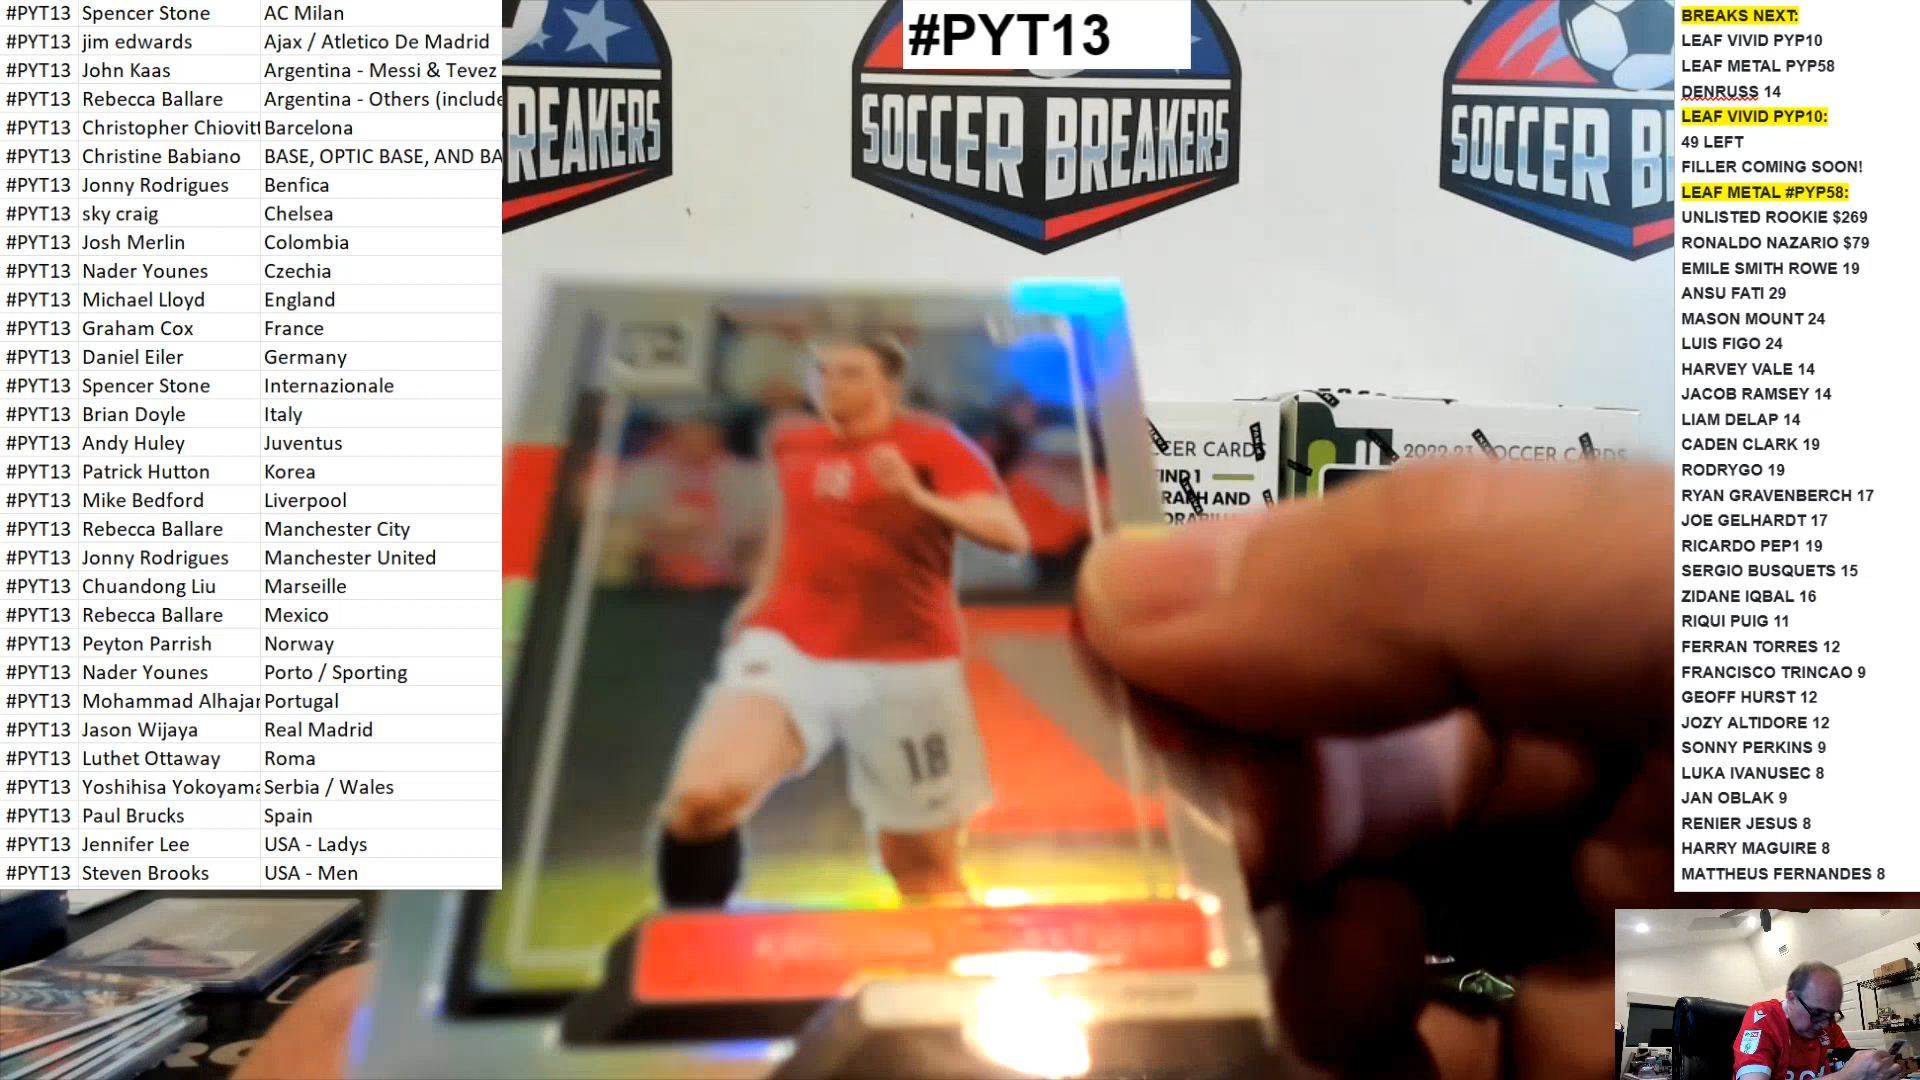 #PYT13 Spencer Stone AC Milan
#PYT13 jim edwards Ajax / Atletico De Madrid
#PYT13 John Kaas Argentina - Messi & Tevez
#PYT13 Rebecca Ballare Argentina - Others (include
#PYT13 Christopher Chiovitt Barcelona
#PYT13 Christine Babiano BASE, OPTIC BASE, AND BA
#PYT13 Jonny Rodrigues Benfica
#PYT13 sky craig Chelsea
#PYT13 Josh Merlin Colombia
#PYT13 Nader Younes Czechia
#PYT13 Michael Lloyd England
#PYT13 Graham Cox France
#PYT13 Daniel Eiler Germany
#PYT13 Spencer Stone Internazionale
#PYT13 Brian Doyle Italy
#PYT13 Andy Huley Juventus
#PYT13 Patrick Hutton Korea
#PYT13 Mike Bedford Liverpool
#PYT13 Rebecca Ballare Manchester City
#PYT13 Jonny Rodrigues Manchester United
#PYT13 Chuandong Liu Marseille
#PYT13 Rebecca Ballare Mexico
#PYT13 Peyton Parrish Norway
#PYT13 Nader Younes Porto / Sporting
#PYT13 Mohammad Alhajar Portugal
#PYT13 Jason Wijaya Real Madrid
#PYT13 Luthet Ottaway Roma
#PYT13 Yoshihisa Yokoyama Serbia / Wales
#PYT13 Paul Brucks Spain
#PYT13 Jennifer Lee USA - Ladys
#PYT13 Steven Brooks USA - Men
#PYT13
REAKERS
SOCCER BREAKERS
SOCCER B
CCER CARDS
FIND 1
RAPH AND
2022-23 SOCCER CARDS
18
18
BREAKS NEXT:
LEAF VIVID PYP10
LEAF METAL PYP58
DENRUSS 14
LEAF VIVID PYP10:
49 LEFT
FILLER COMING SOON!
LEAF METAL #PYP58:
UNLISTED ROOKIE $269
RONALDO NAZARIO $79
EMILE SMITH ROWE 19
ANSU FATI 29
MASON MOUNT 24
LUIS FIGO 24
HARVEY VALE 14
JACOB RAMSEY 14
LIAM DELAP 14
CADEN CLARK 19
RODRYGO 19
RYAN GRAVENBERCH 17
JOE GELHARDT 17
RICARDO PEP1 19
SERGIO BUSQUETS 15
ZIDANE IQBAL 16
RIQUI PUIG 11
FERRAN TORRES 12
FRANCISCO TRINCAO 9
GEOFF HURST 12
JOZY ALTIDORE 12
SONNY PERKINS 9
LUKA IVANUSEC 8
JAN OBLAK 9
RENIER JESUS 8
HARRY MAGUIRE 8
MATTHEUS FERNANDES 8